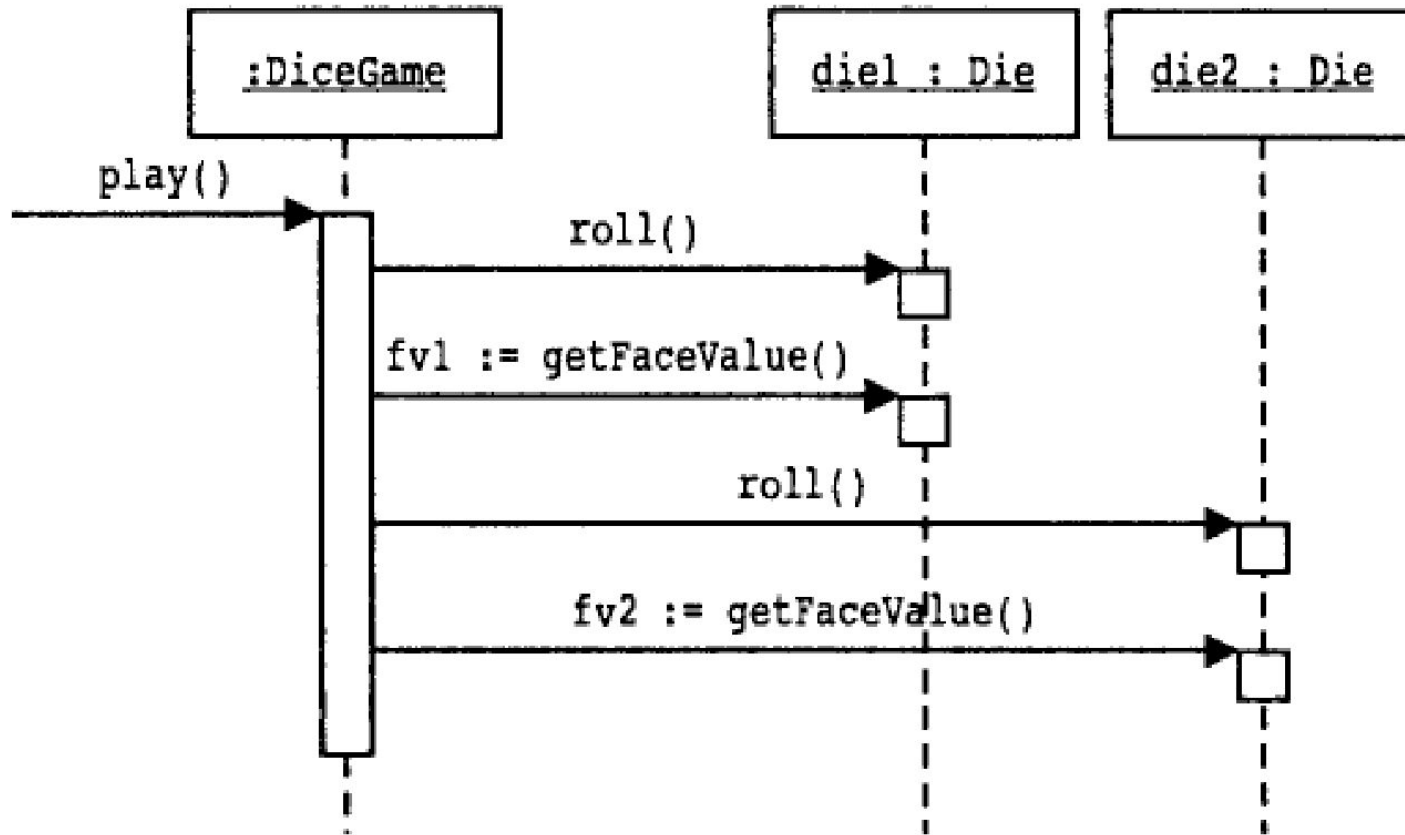 :DiceGame
die1 : Die
die2 : Die
play()
roll()
fv1 := getFaceValue()
roll()
fv2 := getFaceValue()